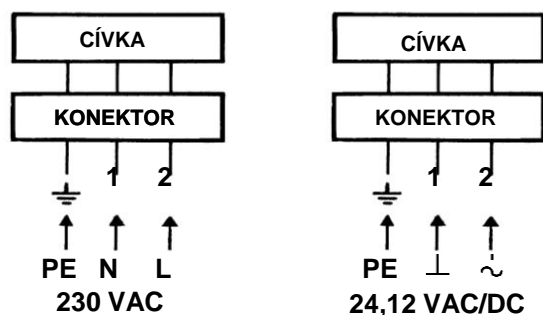 CÍVKA
KONEKTOR
1 2
PE N L
230 VAC
CÍVKA
KONEKTOR
1 2
PE ⊥ ~
24,12 VAC/DC